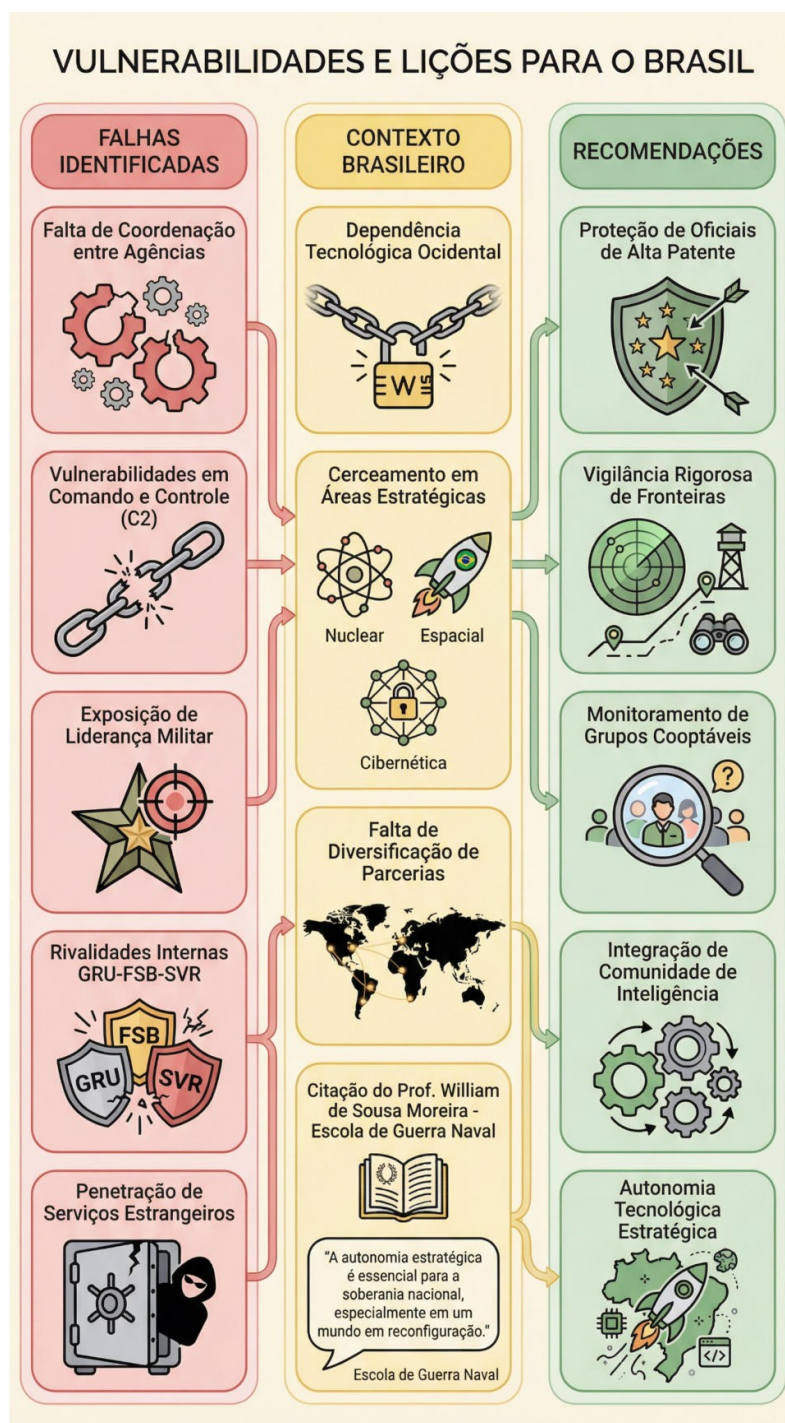 VULNERABILIDADES E LIÇÕES PARA O BRASIL
FALHAS
IDENTIFICADAS
Falta de Coordenação
entre Agências
Vulnerabilidades em
Comando e Controle
(C2)
Exposição de
Liderança Militar
Rivalidades Internas
GRU-FSB-SVR
FSB
GRU
SVR
Penetração de
Serviços Estrangeiros
CONTEXTO
BRASILEIRO
Dependência
Tecnológica Ocidental
Cerceamento em
Áreas Estratégicas
Nuclear
Espacial
Cibernética
Falta de
Diversificação de
Parcerias
Citação do Prof. William
de Sousa Moreira -
Escola de Guerra Naval
“A autonomia estratégica
é essencial para a
soberania nacional,
especialmente em um
mundo em reconfiguração.”
Escola de Guerra Naval
RECOMENDAÇÕES
Proteção de Oficiais
de Alta Patente
Vigilância Rigorosa
de Fronteiras
Monitoramento de
Grupos Cooptáveis
?
Integração de
Comunidade de
Inteligência
Autonomia
Tecnológica
Estratégica
</>